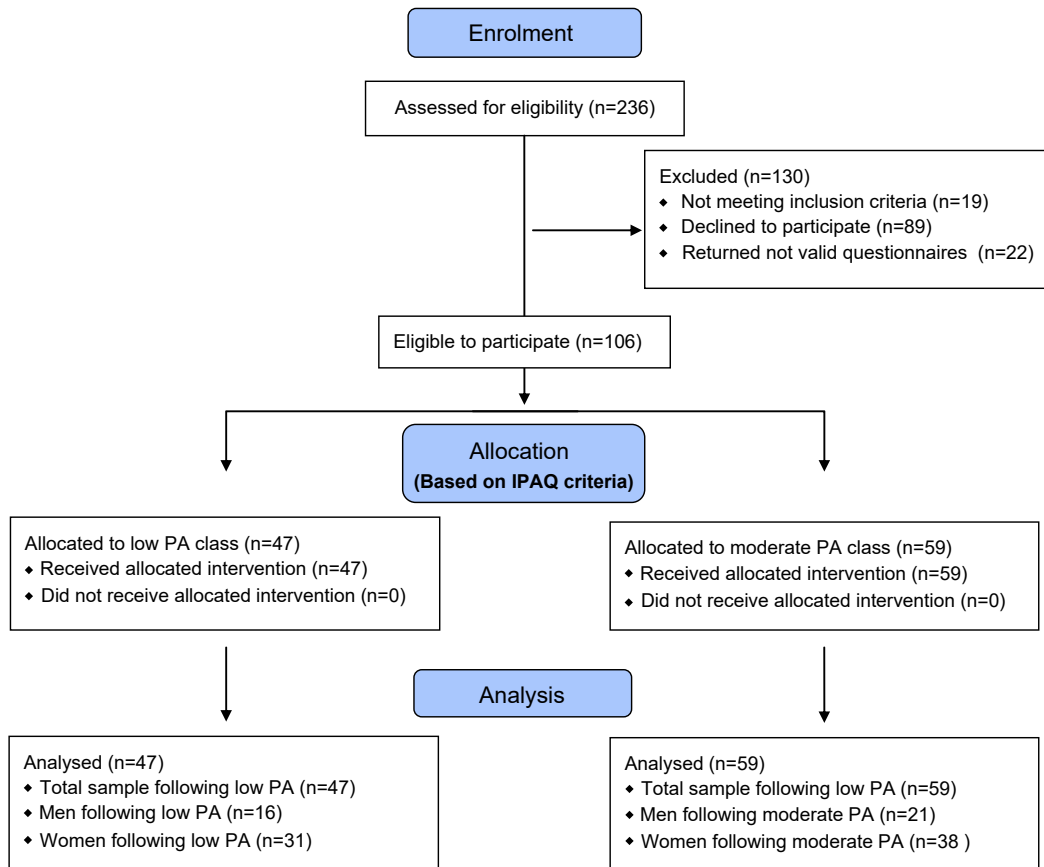 Enrolment
Assessed for eligibility (n=236)
Excluded (n=130)
◆ Not meeting inclusion criteria (n=19)
◆ Declined to participate (n=89)
◆ Returned not valid questionnaires (n=22)
Eligible to participate (n=106)
Allocation
(Based on IPAQ criteria)
Allocated to low PA class (n=47)
◆ Received allocated intervention (n=47)
◆ Did not receive allocated intervention (n=0)
Allocated to moderate PA class (n=59)
◆ Received allocated intervention (n=59)
◆ Did not receive allocated intervention (n=0)
Analysis
Analysed (n=47)
◆ Total sample following low PA (n=47)
◆ Men following low PA (n=16)
◆ Women following low PA (n=31)
Analysed (n=59)
◆ Total sample following low PA (n=59)
◆ Men following moderate PA (n=21)
◆ Women following moderate PA (n=38 )